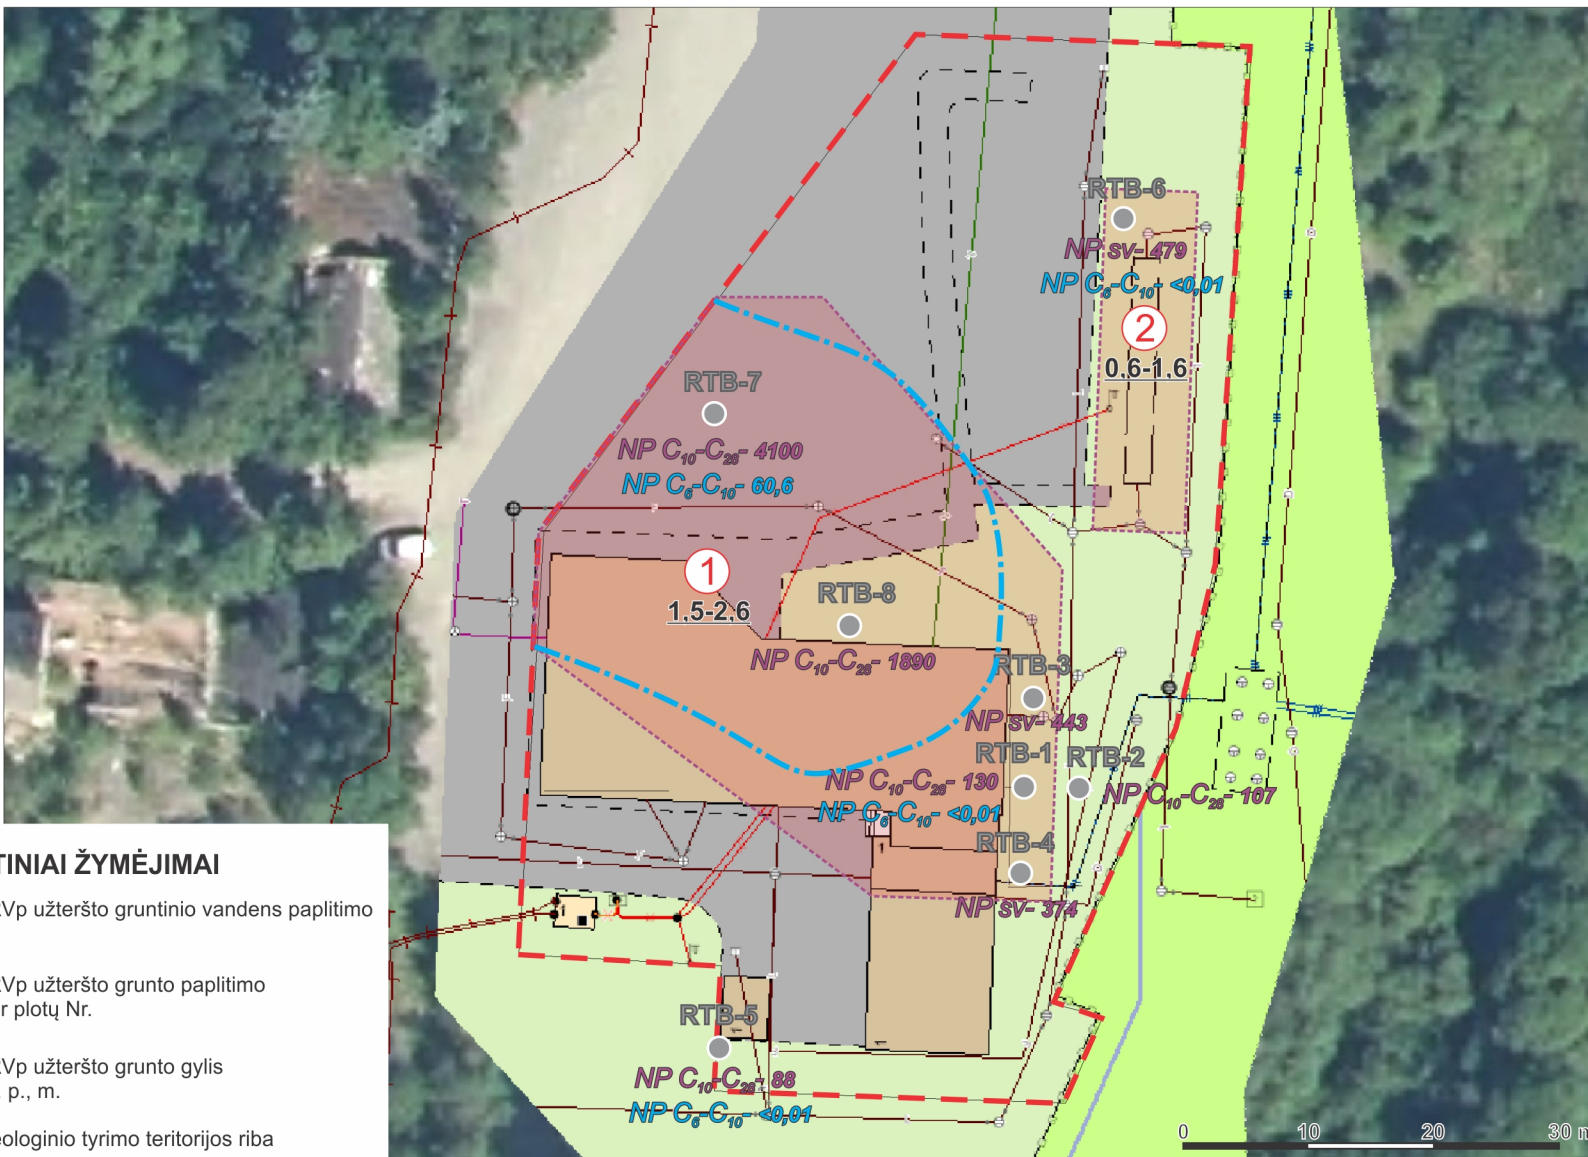 RTB-6
NP sv- 479
NP C₆-C₁₀- <0,01
2
0,6-1,6
RTB-7
NP C₁₀-C₂₈- 4100
NP C₆-C₁₀- 60,6
1
1,5-2,6
RTB-8
NP C₁₀-C₂₈- 1890
RTB-3
NP sv- 443
RTB-1
RTB-2
NP C₁₀-C₂₈- 130
NP C₁₀-C₂₈- 107
NP C₆-C₁₀- <0,01
RTB-4
NP sv- 374
RTB-5
NP C₁₀-C₂₈- 88
NP C₆-C₁₀- <0,01
TINIAI ŽYMĖJIMAI
RVp užteršto gruntinio vandens paplitimo
RVp užteršto grunto paplitimo
r plotų Nr.
RVp užteršto grunto gylis
p., m.
eologinio tyrimo teritorijos riba
0 10 20 30 m